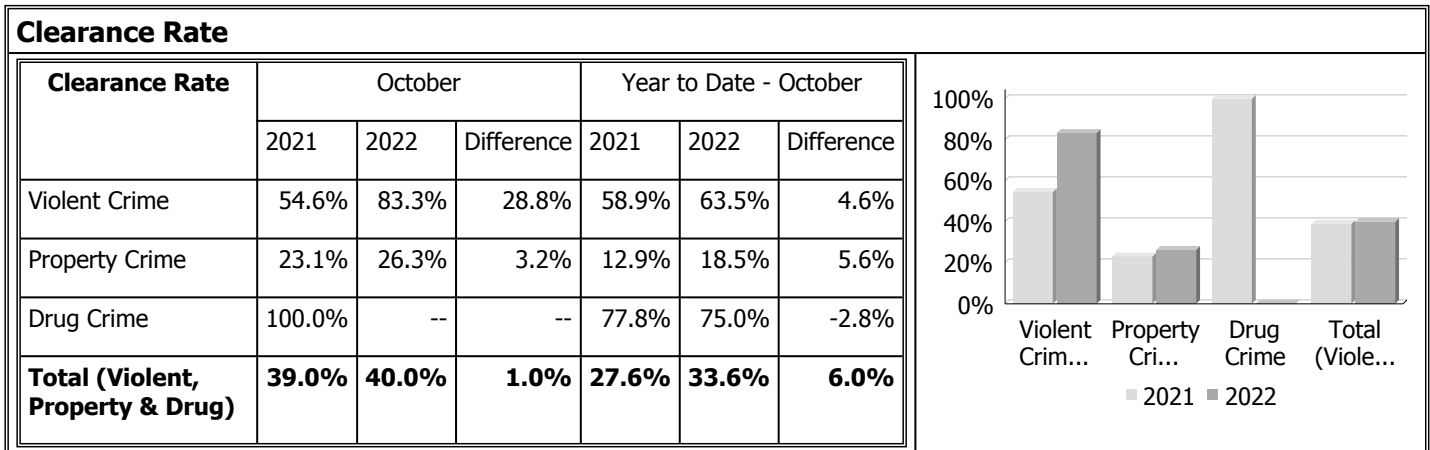 Clearance Rate
Clearance Rate October Year to Date - October
2021 2022 Difference 2021 2022 Difference
Violent Crime 54.6% 83.3% 28.8% 58.9% 63.5% 4.6%
Property Crime 23.1% 26.3% 3.2% 12.9% 18.5% 5.6%
Drug Crime 100.0% -- -- 77.8% 75.0% -2.8%
Total (Violent, 39.0% 40.0% 1.0% 27.6% 33.6% 6.0%
Property & Drug)
100%
80%
60%
40%
20%
0%
Violent Property Drug Total
Crim... Cri... Crime (Viole...
2021 2022